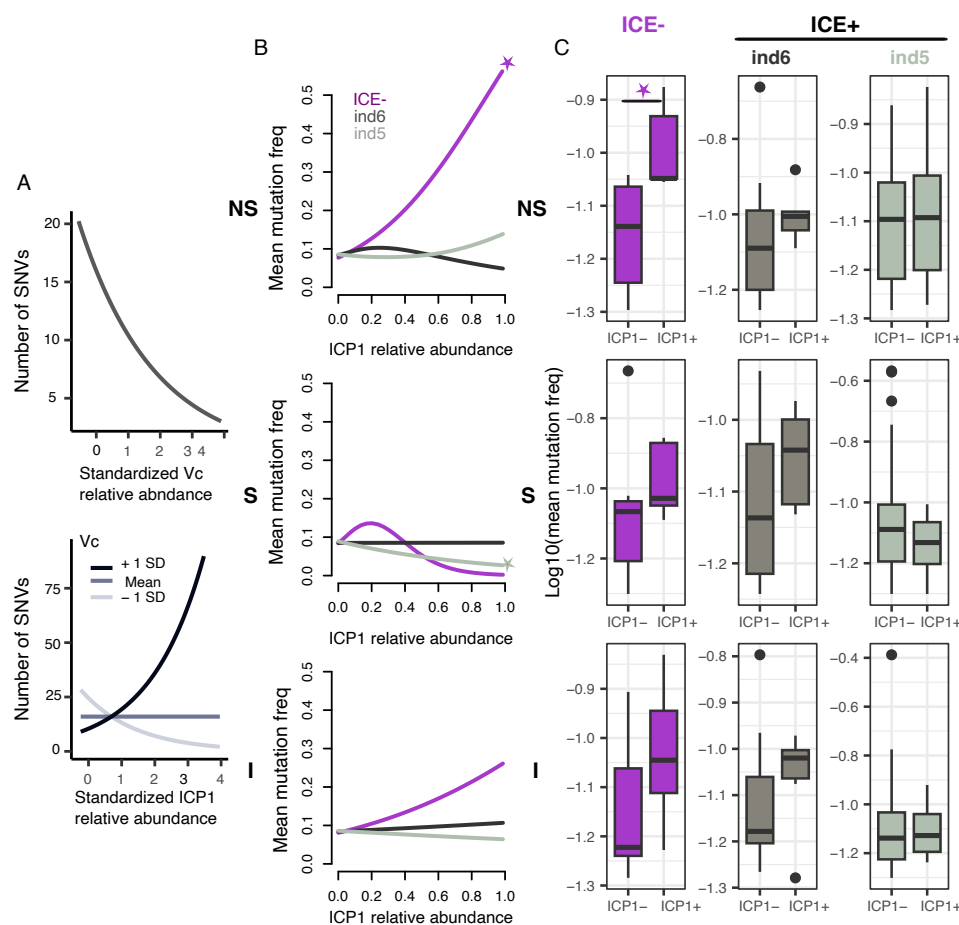 A
20
15
10
5
Number of SNVs
0 1 2 3 4
Standardized Vc
relative abndance
Vc
+ 1 SD
Mean
− 1 SD
75
50
25
0
Number of SNVs
0 1 2 3 4
Standardized ICP1
relative abundance
B
NS
Mean mutation freq
0.5
0.4
0.3
0.2
0.1
0.0
ICE-
ind6
ind5
0.0 0.2 0.4 0.6 0.8 1.0
ICP1 relative abundance
S
Mean mutation freq
0.5
0.4
0.3
0.2
0.1
0.0
0.0 0.2 0.4 0.6 0.8 1.0
ICP1 relative abundance
I
Mean mutation freq
0.5
0.4
0.3
0.2
0.1
0.0
0.0 0.2 0.4 0.6 0.8 1.0
ICP1 relative abundance
C
ICE-
ICE+
ind6
ind5
NS
−0.9
−1.0
−1.1
−1.2
−1.3
ICP1− ICP1+
−0.8
−1.0
−1.2
ICP1− ICP1+
−0.9
−1.0
−1.1
−1.2
−1.3
ICP1− ICP1+
S
Log10(mean mutation freq)
−0.8
−1.0
−1.2
ICP1− ICP1+
−1.0
−1.1
−1.2
ICP1− ICP1+
−0.6
−0.8
−1.0
−1.2
ICP1− ICP1+
I
−0.9
−1.0
−1.1
−1.2
−1.3
ICP1− ICP1+
−0.8
−0.9
−1.0
−1.1
−1.2
−1.3
ICP1− ICP1+
−0.4
−0.6
−0.8
−1.0
−1.2
ICP1− ICP1+